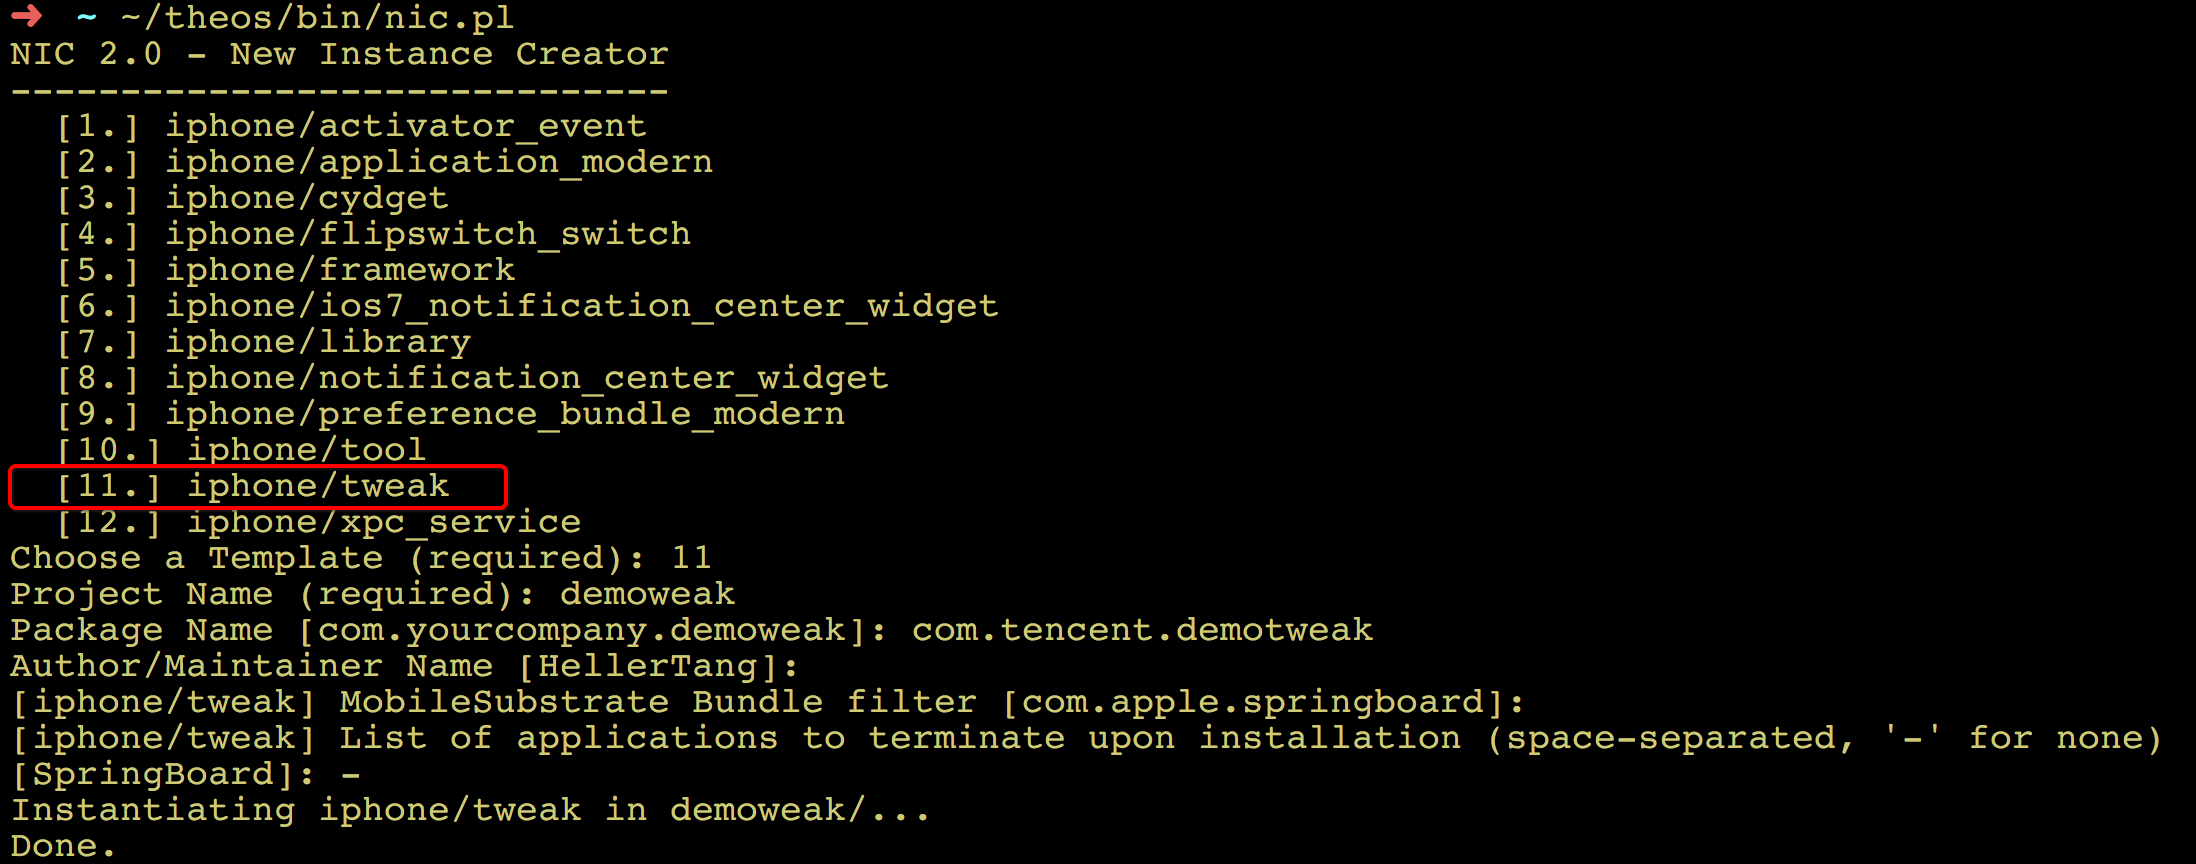 ➜ ~ ~/theos/bin/nic.pl
NIC 2.0 - New Instance Creator
------------------------------
[1.] iphone/activator_event
[2.] iphone/application_modern
[3.] iphone/cydget
[4.] iphone/flipswitch_switch
[5.] iphone/framework
[6.] iphone/ios7_notification_center_widget
[7.] iphone/library
[8.] iphone/notification_center_widget
[9.] iphone/preference_bundle_modern
[10.] iphone/tool
[11.] iphone/tweak
[12.] iphone/xpc_service
Choose a Template (required): 11
Project Name (required): demoweak
Package Name [com.yourcompany.demoweak]: com.tencent.demotweak
Author/Maintainer Name [HellerTang]:
[iphone/tweak] MobileSubstrate Bundle filter [com.apple.springboard]:
[iphone/tweak] List of applications to terminate upon installation (space-separated, '-' for none)
[SpringBoard]: -
Instantiating iphone/tweak in demoweak/...
Done.